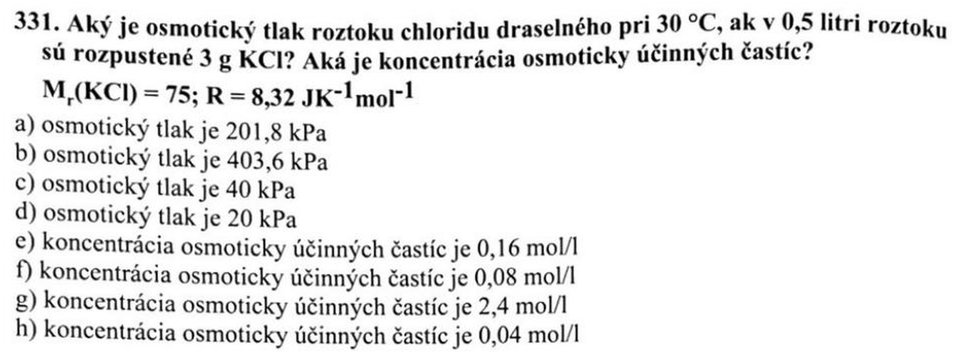 331. Aký je osmotický tlak roztoku chloridu draselného pri 30 °C, ak v 0,5 litri roztoku
sú rozpustené 3 g KCl? Aká je koncentrácia osmoticky účinných častíc?
Mr(KCl) = 75; R = 8,32 JK-1mol-1
a) osmotický tlak je 201,8 kPa
b) osmotický tlak je 403,6 kPa
c) osmotický tlak je 40 kPa
d) osmotický tlak je 20 kPa
e) koncentrácia osmoticky účinných častíc je 0,16 mol/l
f) koncentrácia osmoticky účinných častíc je 0,08 mol/l
g) koncentrácia osmoticky účinných častíc je 2,4 mol/l
h) koncentrácia osmoticky účinných častíc je 0,04 mol/l